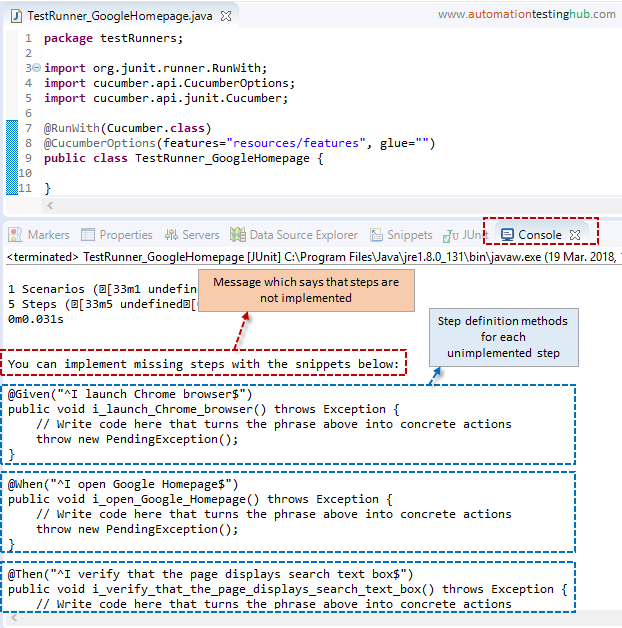 TestRunner_GoogleHomepage.java
www.automationtestinghub.com
1 package testRunners;
2
3 import org.junit.runner.RunWith;
4 import cucumber.api.CucumberOptions;
5 import cucumber.api.junit.Cucumber;
6
7 @RunWith(Cucumber.class)
8 @CucumberOptions(features="resources/features", glue="")
9 public class TestRunner_GoogleHomepage {
10
11 }
Markers Properties Servers Data Source Explorer Snippets JUnit Console
<terminated> TestRunner_GoogleHomepage [JUnit] C:\Program Files\Java\jre1.8.0_131\bin\javaw.exe (19 Mar. 2018, 1
Message which says that steps are
not implemented
1 Scenarios ([33m1 undefine
5 Steps ([33m5 undefined[
0m0.031s
Step definition methods
for each
unimplemented step
You can implement missing steps with the snippets below:
@Given("^I launch Chrome browser$")
public void i_launch_Chrome_browser() throws Exception {
// Write code here that turns the phrase above into concrete actions
throw new PendingException();
}
@When("^I open Google Homepage$")
public void i_open_Google_Homepage() throws Exception {
// Write code here that turns the phrase above into concrete actions
throw new PendingException();
}
@Then("^I verify that the page displays search text box$")
public void i_verify_that_the_page_displays_search_text_box() throws Exception {
// Write code here that turns the phrase above into concrete actions